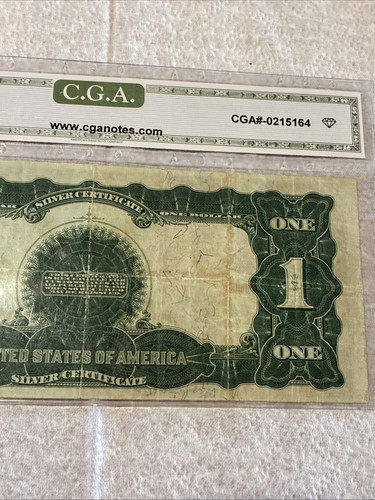 C.G.A.
www.cganotes.com
CGA#-0215164
SILVER CERTIFICATE
ONE DOLLAR
ONE
1
ONE
TED STATES OF AMERICA
SILVER CERTIFICATE